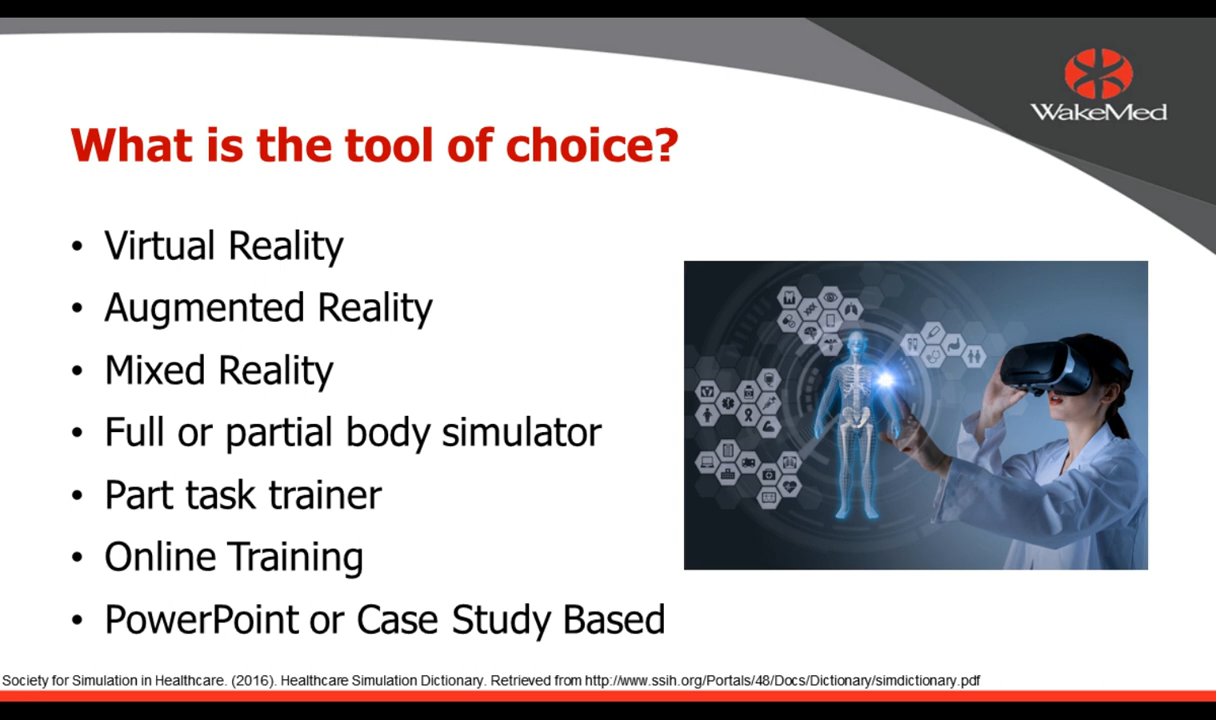 WakeMed
What is the tool of choice?
• Virtual Reality
• Augmented Reality
• Mixed Reality
• Full or partial body simulator
• Part task trainer
• Online Training
• PowerPoint or Case Study Based
Society for Simulation in Healthcare. (2016). Healthcare Simulation Dictionary. Retrieved from http://www.ssih.org/Portals/48/Docs/Dictionary/simdictionary.pdf